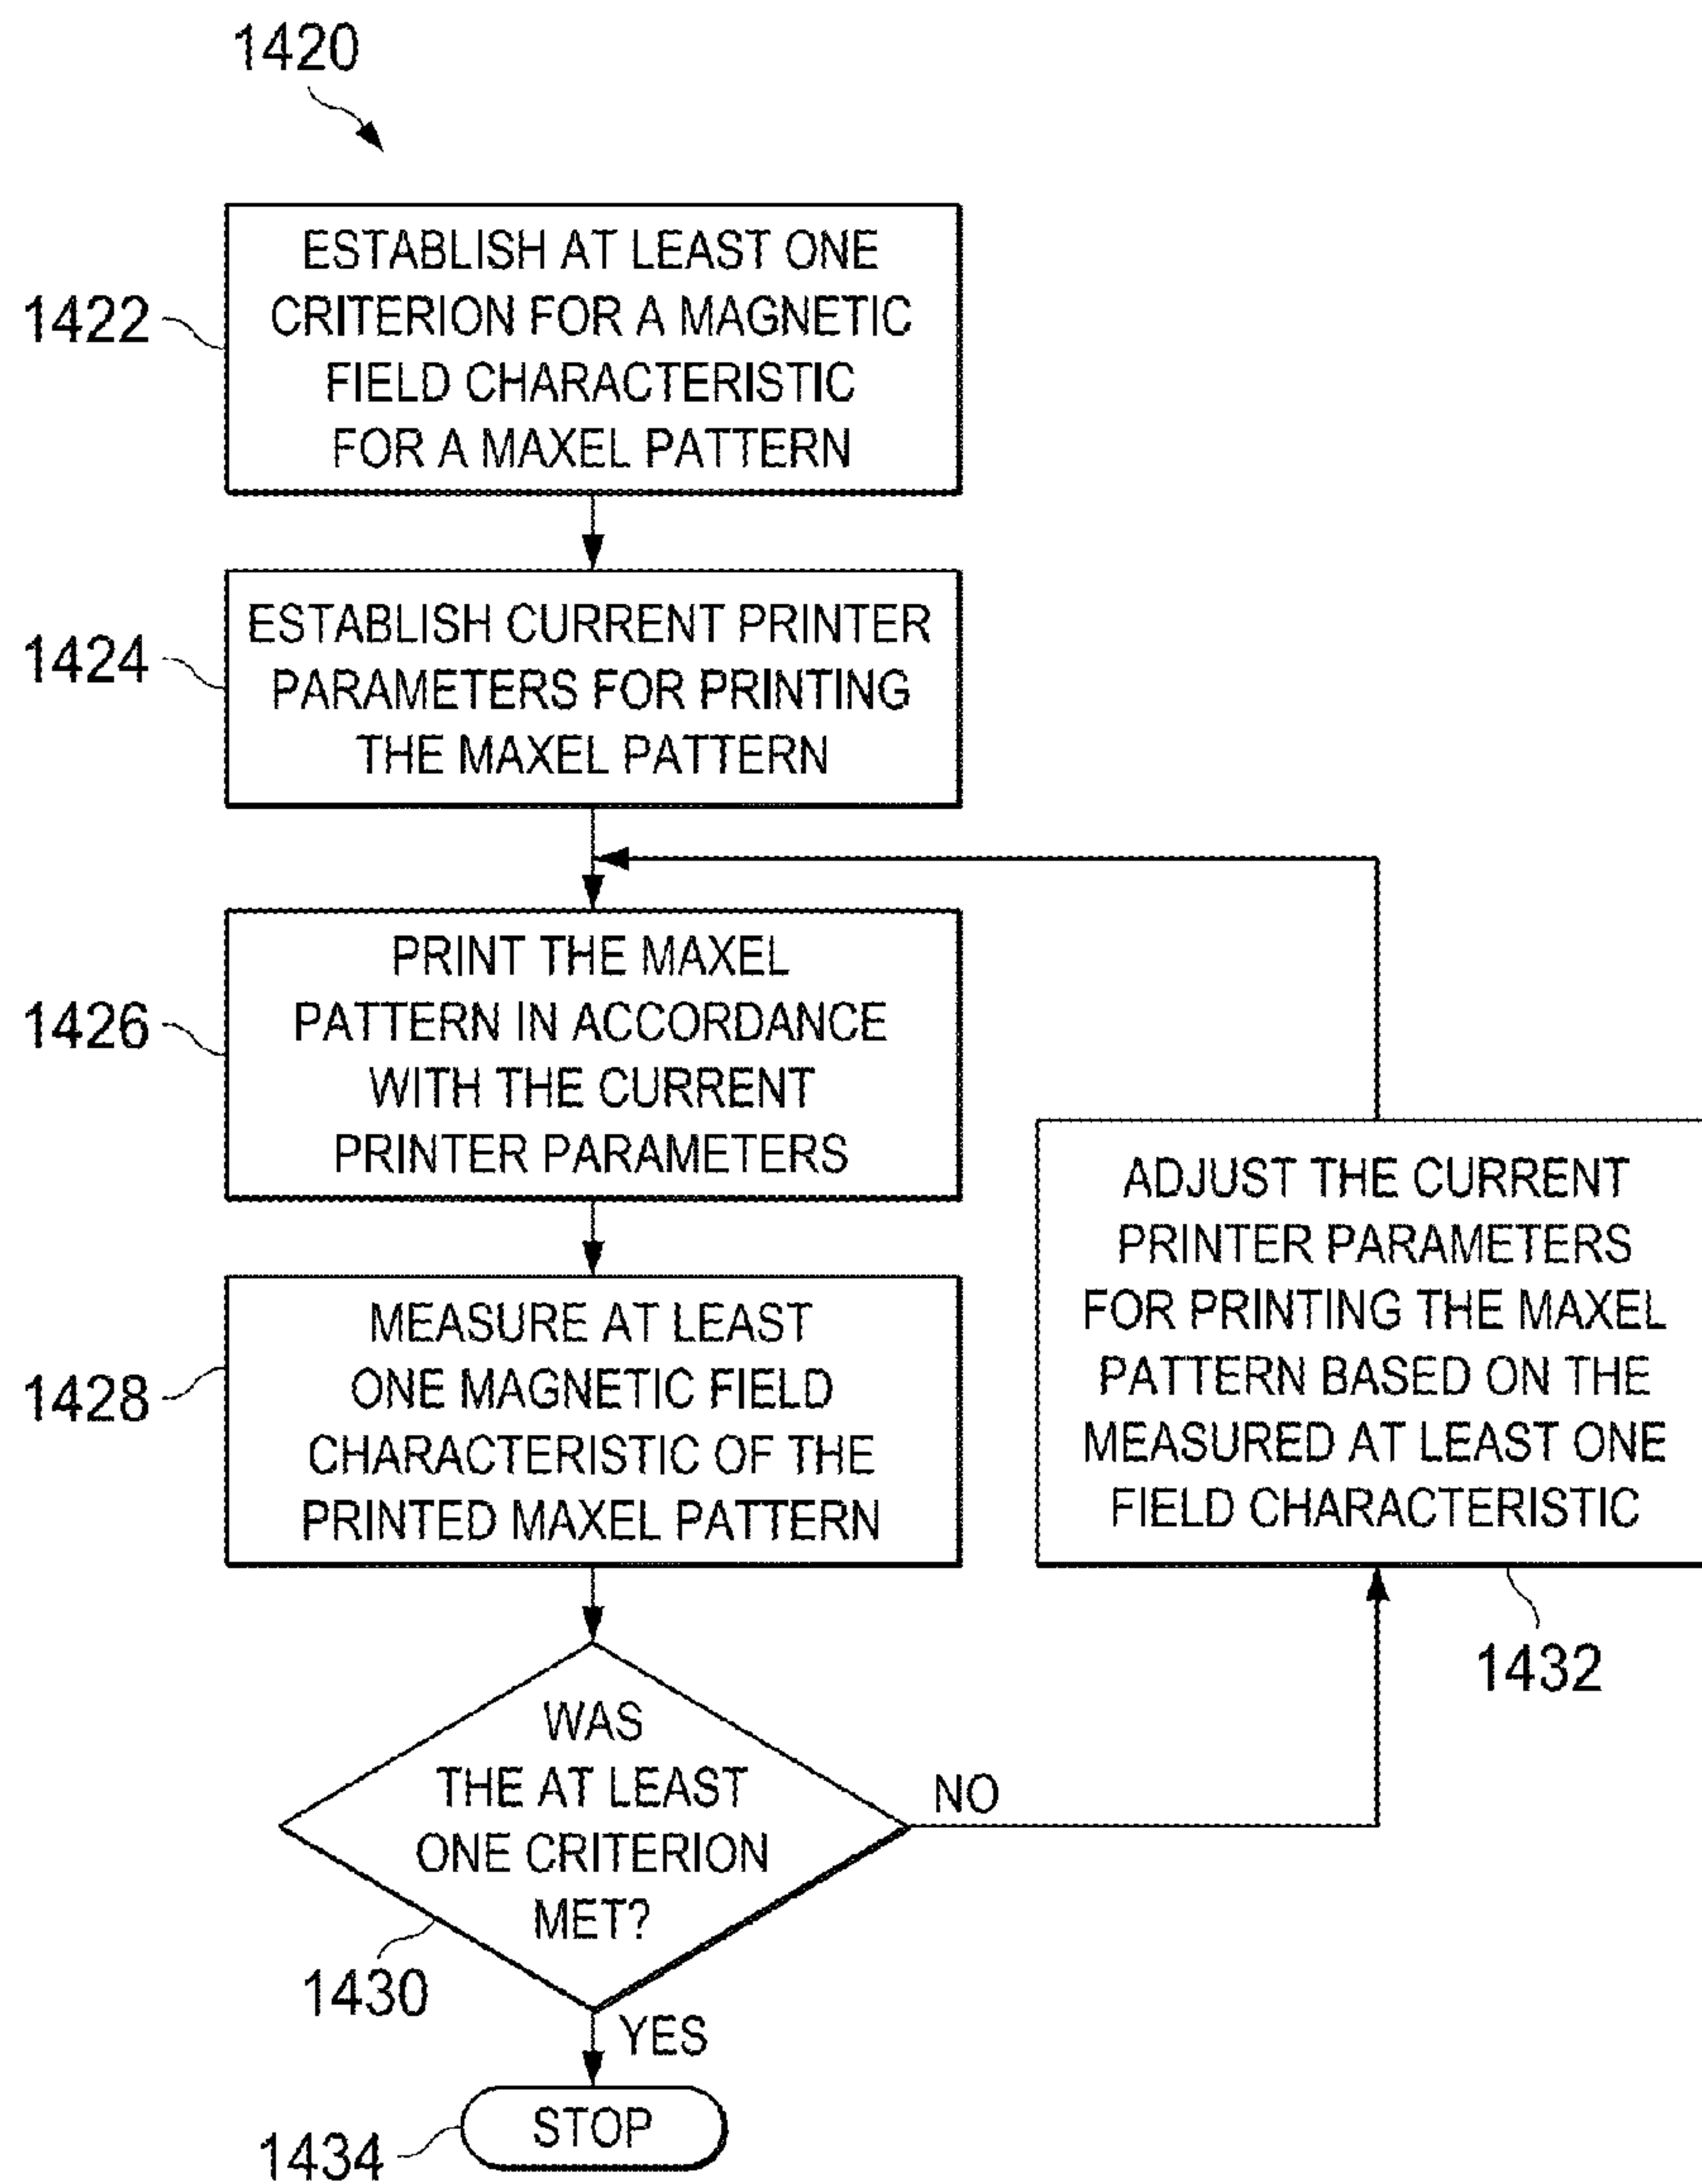 1420
1422
ESTABLISH AT LEAST ONE
CRITERION FOR A MAGNETIC
FIELD CHARACTERISTIC
FOR A MAXEL PATTERN
1424
ESTABLISH CURRENT PRINTER
PARAMETERS FOR PRINTING
THE MAXEL PATTERN
1426
PRINT THE MAXEL
PATTERN IN ACCORDANCE
WITH THE CURRENT
PRINTER PARAMETERS
1428
MEASURE AT LEAST
ONE MAGNETIC FIELD
CHARACTERISTIC OF THE
PRINTED MAXEL PATTERN
ADJUST THE CURRENT
PRINTER PARAMETERS
FOR PRINTING THE MAXEL
PATTERN BASED ON THE
MEASURED AT LEAST ONE
FIELD CHARACTERISTIC
1432
WAS
THE AT LEAST
ONE CRITERION
MET?
NO
1430
YES
STOP
1434